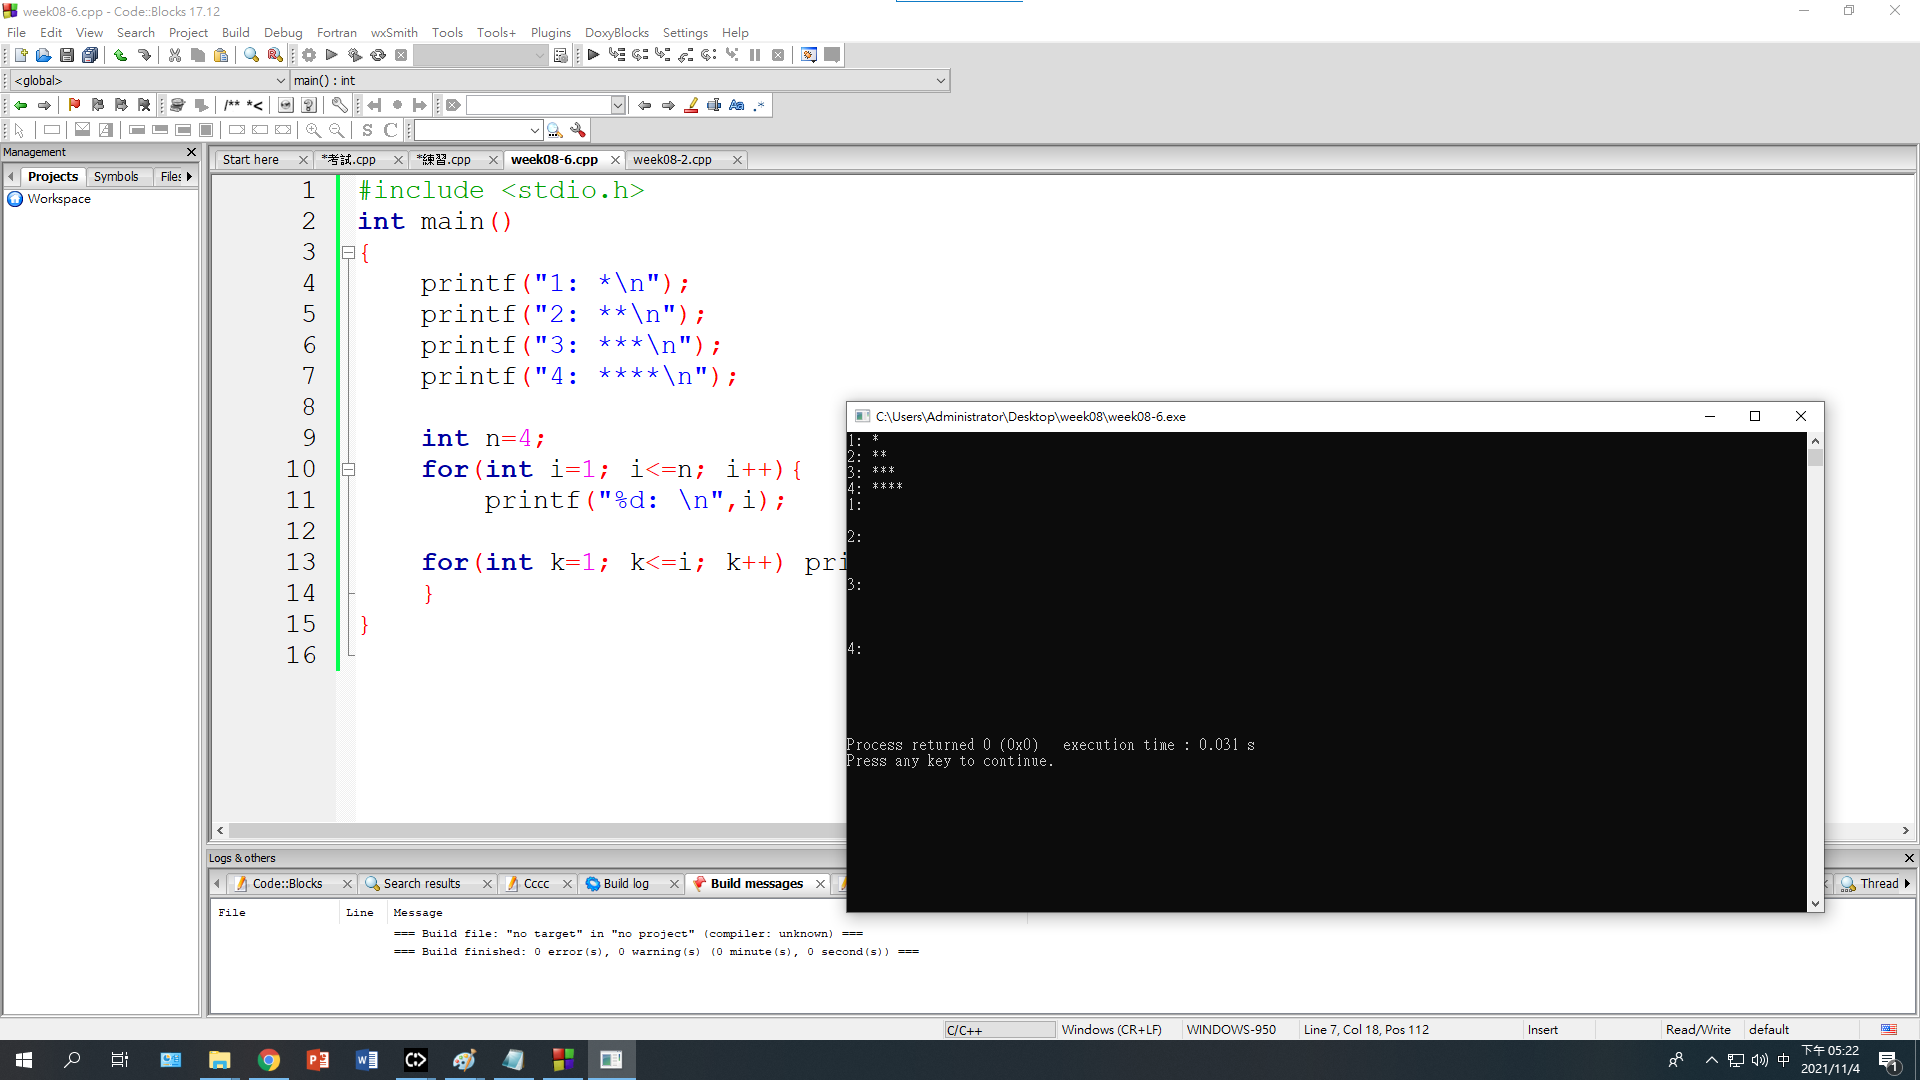 week08-6.cpp - Code::Blocks 17.12
File Edit View Search Project Build Debug Fortran wxSmith Tools Tools+ Plugins DoxyBlocks Settings Help
<global> main() : int
/** *<
Aa .*
S C
Management
Projects Symbols Files
Workspace
Start here *考試.cpp *練習.cpp week08-6.cpp week08-2.cpp
1 #include <stdio.h>
2 int main()
3 {
4 printf("1: *\n");
5 printf("2: **\n");
6 printf("3: ***\n");
7 printf("4: ****\n");
8
9 int n=4;
10 for(int i=1; i<=n; i++){
11 printf("%d: \n",i);
12
13 for(int k=1; k<=i; k++) pri
14 }
15 }
16
C:\Users\Administrator\Desktop\week08\week08-6.exe
1: *
2: **
3: ***
4: ****
1:
2:
3:
4:
Process returned 0 (0x0) execution time : 0.031 s
Press any key to continue.
Logs & others
Code::Blocks Search results Cccc Build log Build messages Thread
File Line Message
=== Build file: "no target" in "no project" (compiler: unknown) ===
=== Build finished: 0 error(s), 0 warning(s) (0 minute(s), 0 second(s)) ===
C/C++ Windows (CR+LF) WINDOWS-950 Line 7, Col 18, Pos 112 Insert Read/Write default
中 下午 05:22
2021/11/4 1